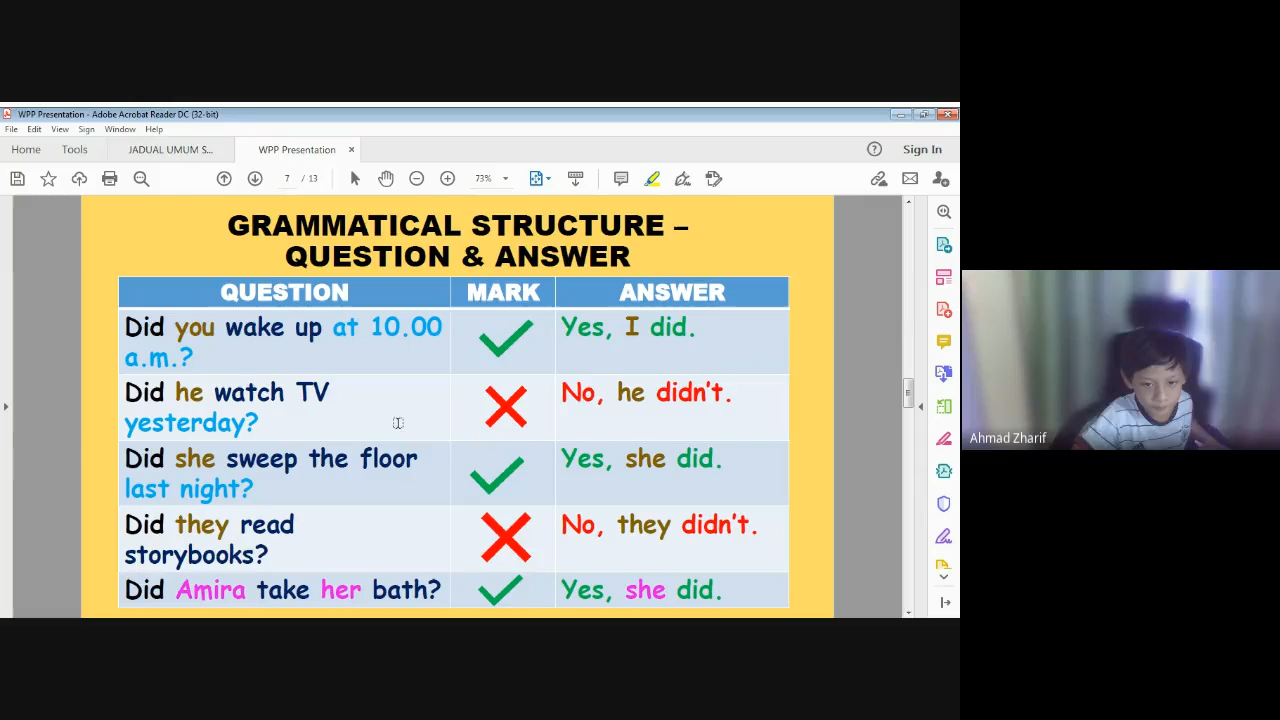 WPP Presentation - Adobe Acrobat Reader DC (32-bit)
File Edit View Sign Window Help
Home Tools JADUAL UMUM S... WPP Presentation × Sign In
7 / 13 73%
GRAMMATICAL STRUCTURE –
QUESTION & ANSWER
QUESTION MARK ANSWER
Did you wake up at 10.00 Yes, I did.
a.m.?
Did he watch TV No, he didn't.
yesterday?
Did she sweep the floor Yes, she did.
last night?
Did they read No, they didn't.
storybooks?
Did Amira take her bath? Yes, she did.
Ahmad Zharif